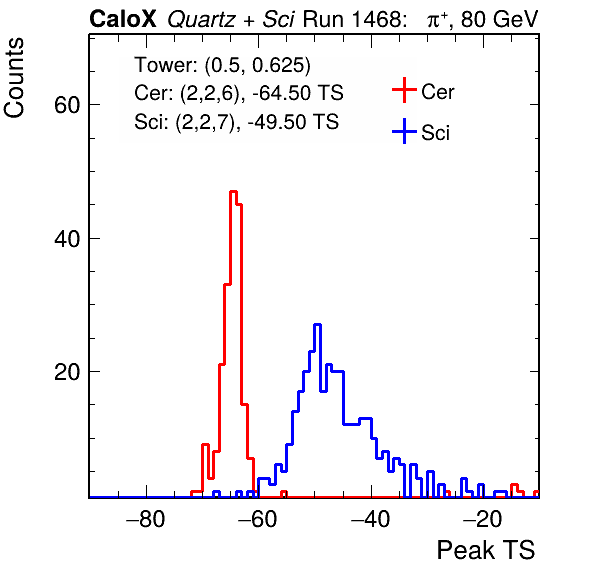 CaloX Quartz + Sci Run 1468: π⁺, 80 GeV
Counts
Tower: (0.5, 0.625)
Cer: (2,2,6), -64.50 TS
Sci: (2,2,7), -49.50 TS
Cer
Sci
60
40
20
−80 −60 −40 −20
Peak TS